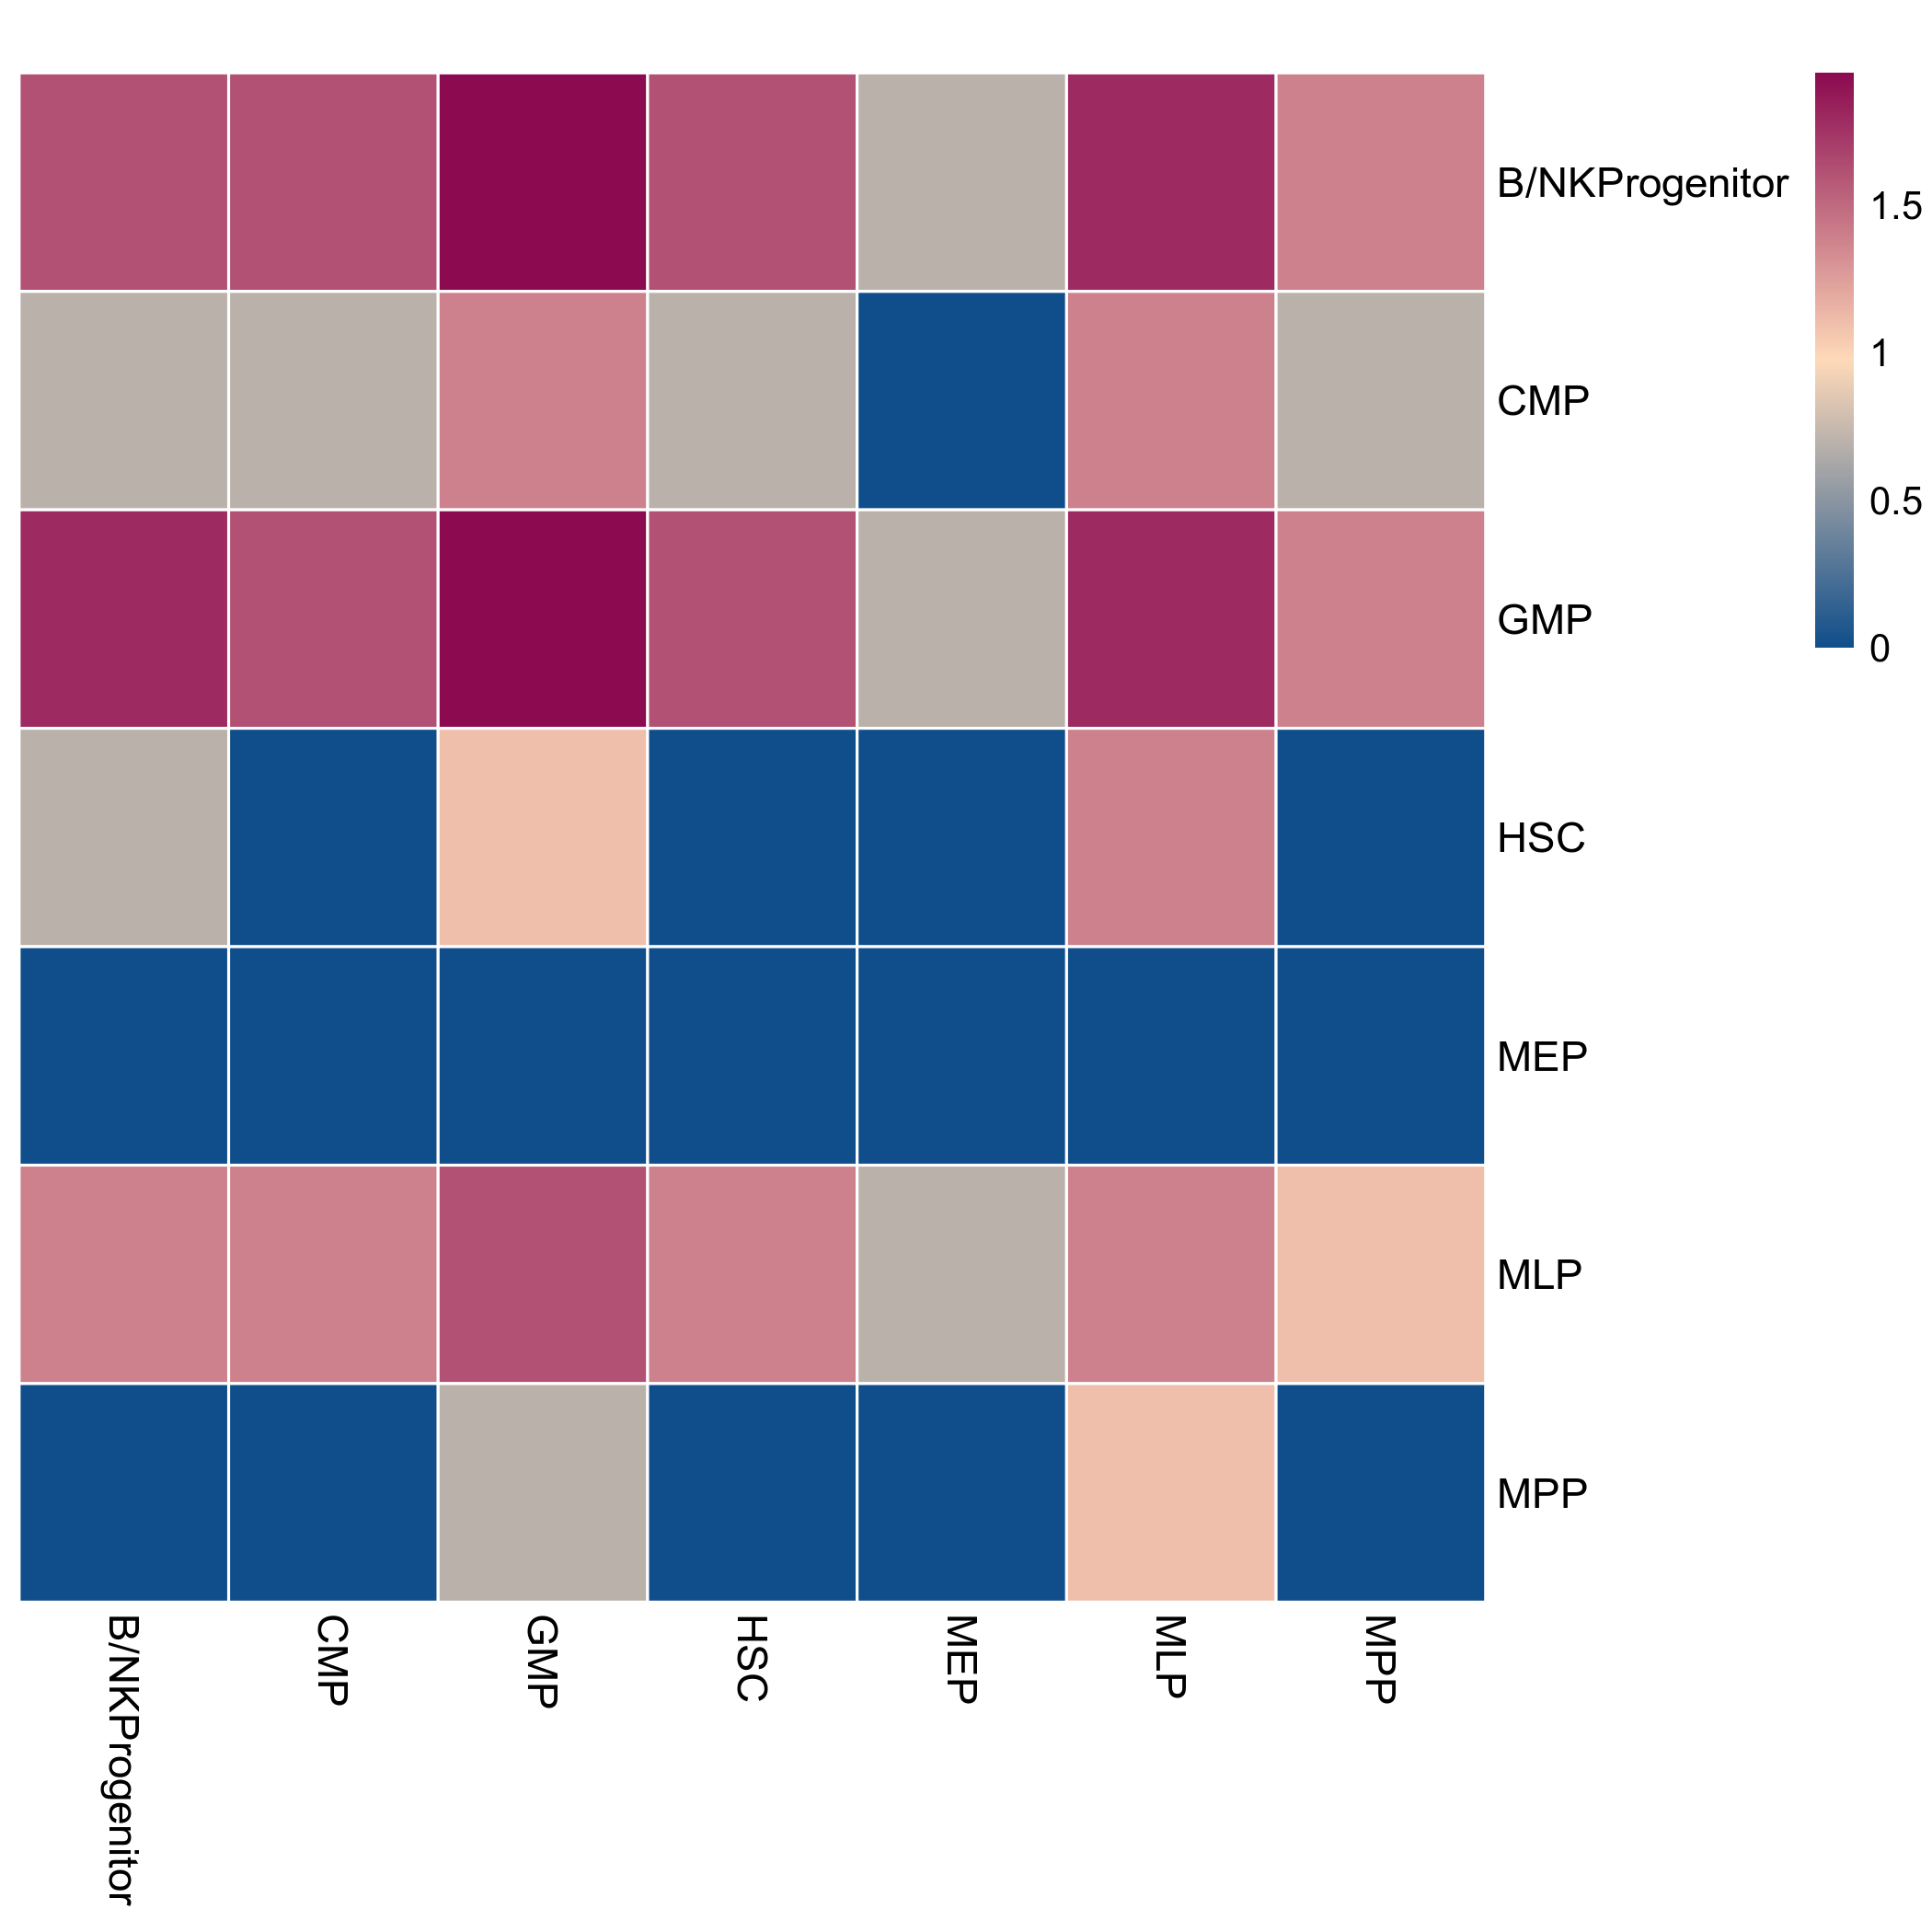 B/NKProgenitor
CMP
GMP
HSC
MEP
MLP
MPP
1.5
1
0.5
0
B/NKProgenitor
CMP
GMP
HSC
MEP
MLP
MPP